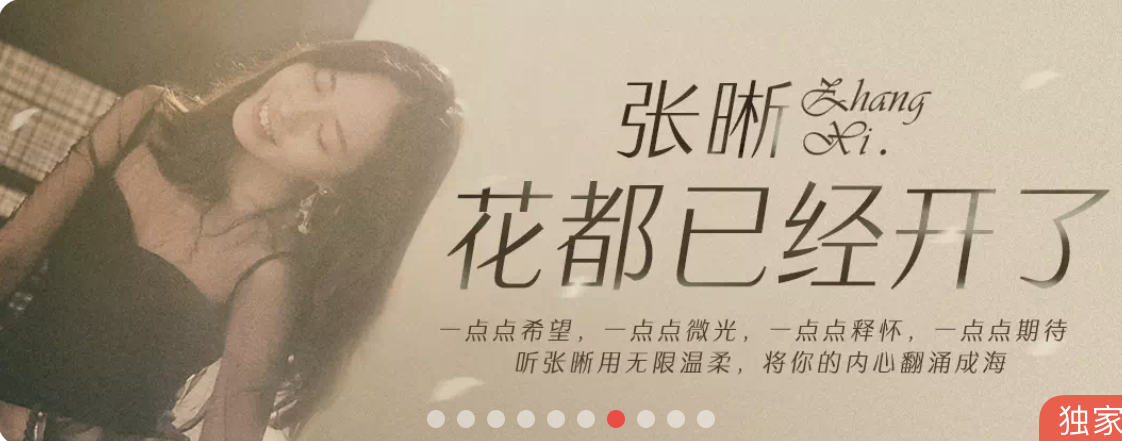 张晰
Zhang
Xi.
花都已经开了
一点点希望，一点点微光，一点点释怀，一点点期待
听张晰用无限温柔，将你的内心翻涌成海
独家